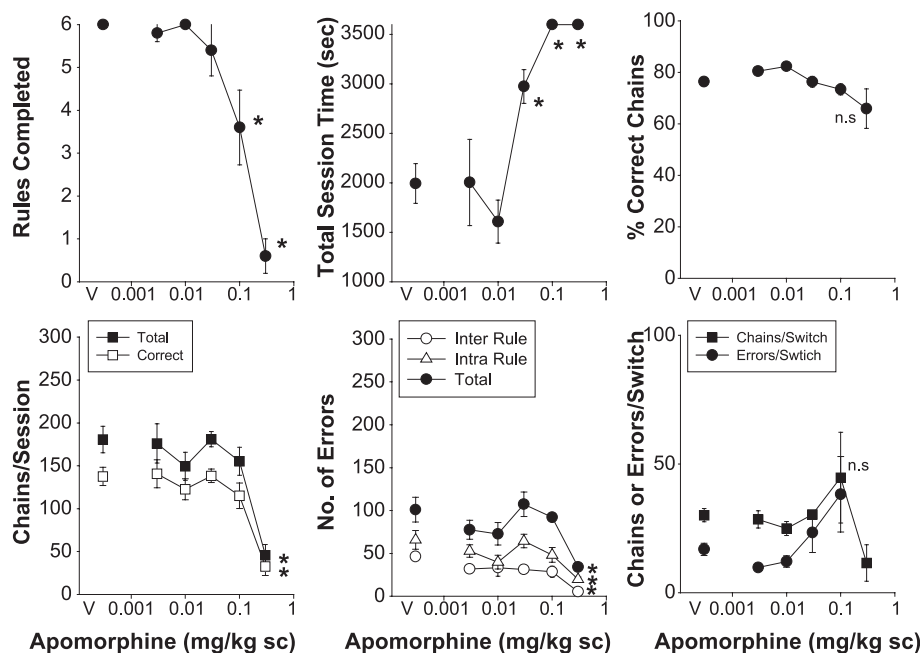 Rules Completed
6
5
4
3
2
1
0
V 0.001 0.01 0.1 1
*
*
Total Session Time (sec)
3500
3000
2500
2000
1500
1000
V 0.001 0.01 0.1 1
*
* *
% Correct Chains
100
80
60
40
20
0
V 0.001 0.01 0.1 1
n.s
Chains/Session
300
250
200
150
100
50
0
Total
Correct
*
*
V 0.001 0.01 0.1 1
Apomorphine (mg/kg sc)
No. of Errors
300
250
200
150
100
50
0
Inter Rule
Intra Rule
Total
*
*
*
V 0.001 0.01 0.1 1
Apomorphine (mg/kg sc)
Chains or Errors/Switch
100
50
0
Chains/Switch
Errors/Swtich
n.s
V 0.001 0.01 0.1 1
Apomorphine (mg/kg sc)